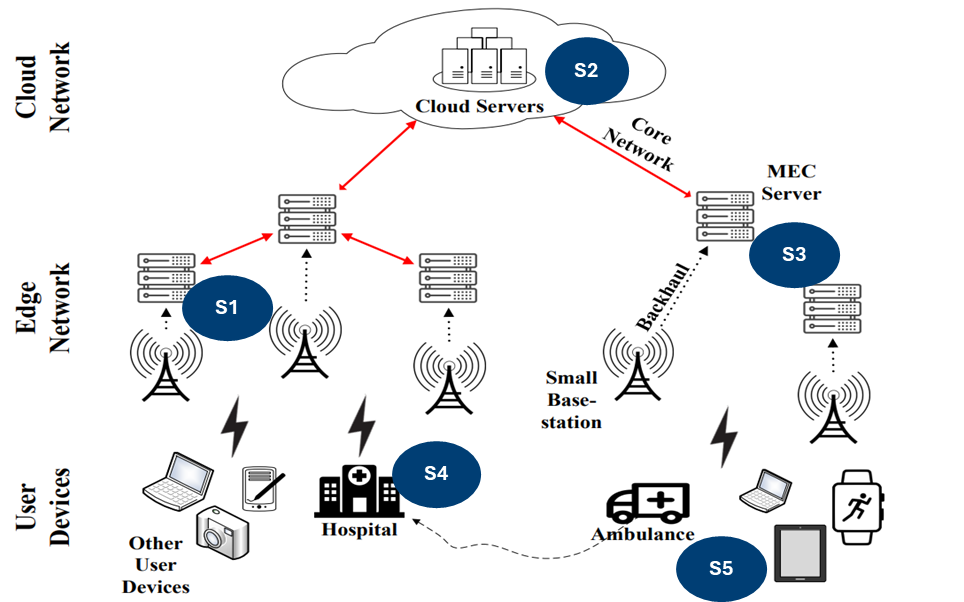 Cloud
Network
S2
Cloud Servers
Core
Network
MEC
Server
S3
Edge
Network
S1
Backhaul
Small
Base-
station
User
Devices
S4
Hospital
Ambulance
Other
User
Devices
S5